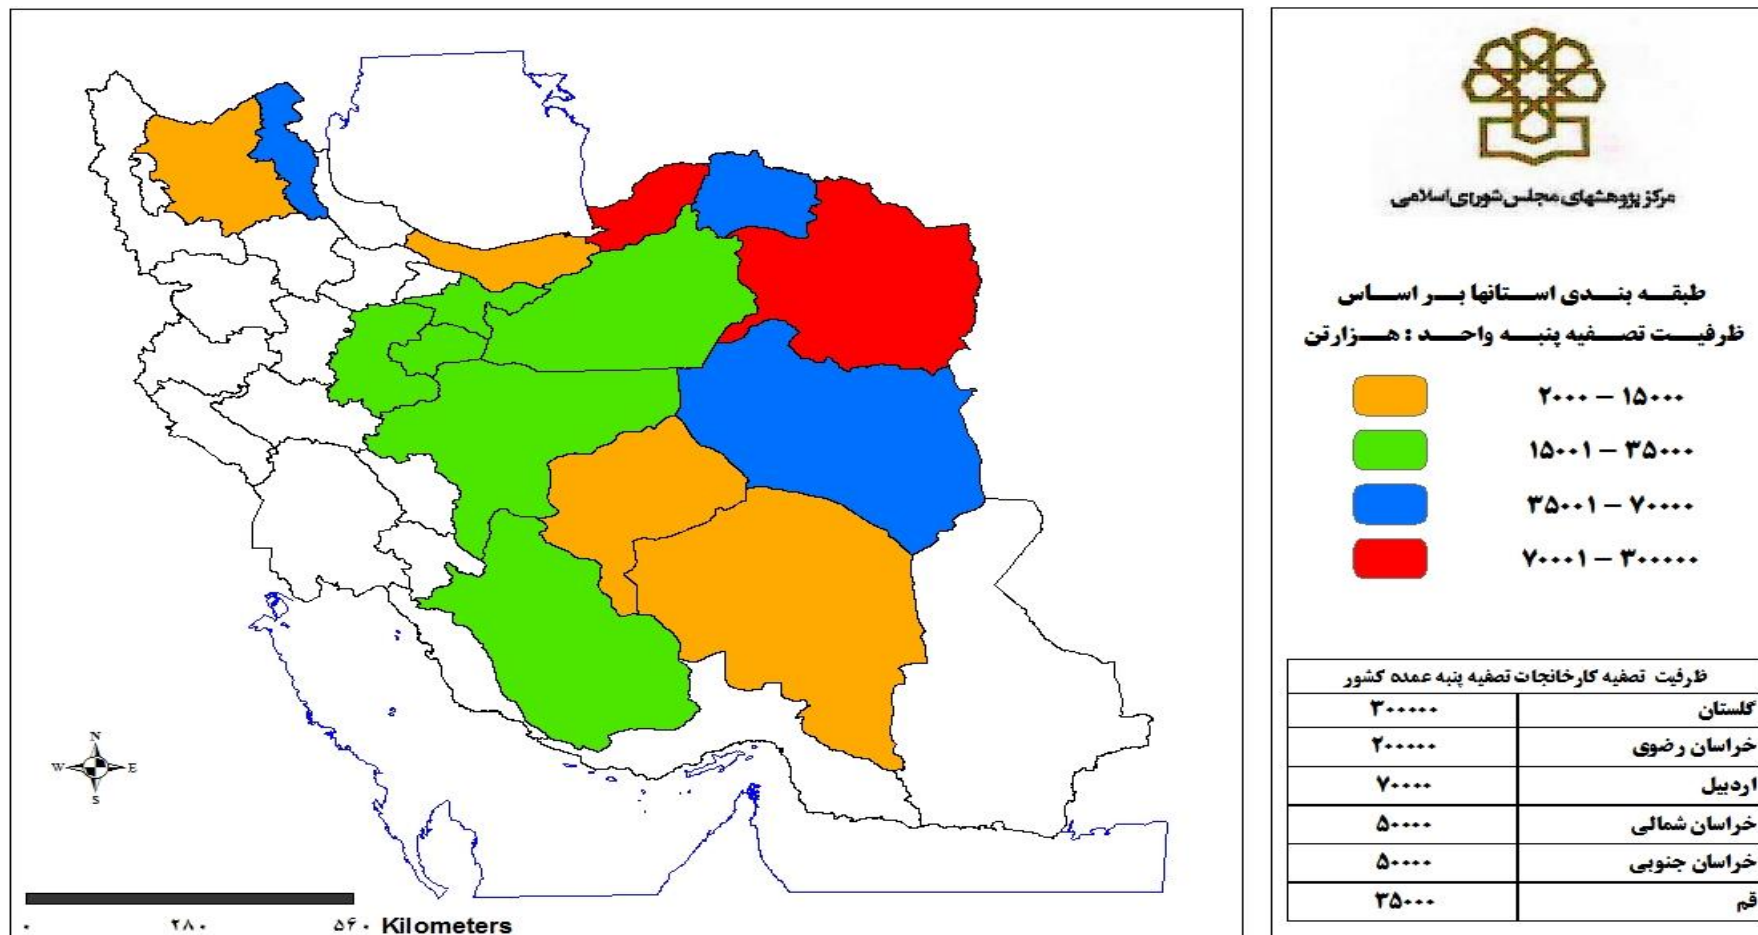 مرکز پژوهشهای مجلس شورای اسلامی
طبقه بندی استانها بر اساس
ظرفیت تصفیه پنبه واحد : هزارتن
۲۰۰۰ – ۱۵۰۰۰
۱۵۰۰۱ – ۳۵۰۰۰
۳۵۰۰۱ – ۷۰۰۰۰
۷۰۰۰۱ – ۳۰۰۰۰۰
ظرفیت تصفیه کارخانجات تصفیه پنبه عمده کشور
گلستان ۳۰۰۰۰۰
خراسان رضوی ۲۰۰۰۰۰
اردبیل ۷۰۰۰۰
خراسان شمالی ۵۰۰۰۰
خراسان جنوبی ۵۰۰۰۰
قم ۳۵۰۰۰
N
W E
S
۰ ۲۸۰ ۵۶۰ Kilometers